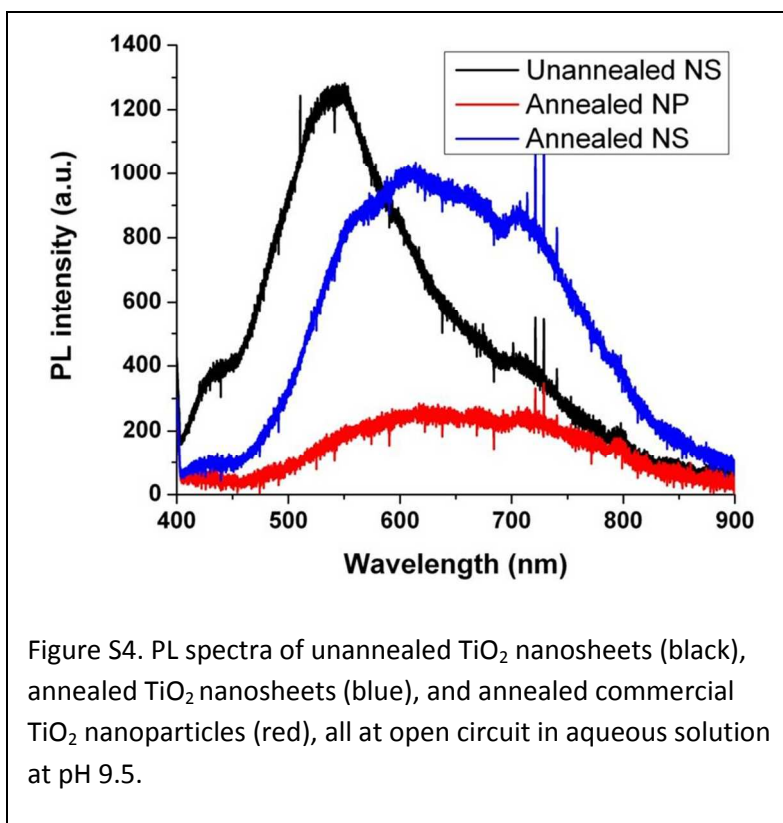 1400
1200
1000
800
600
400
200
0
PL intensity (a.u.)
Unannealed NS
Annealed NP
Annealed NS
400 500 600 700 800 900
Wavelength (nm)
Figure S4. PL spectra of unannealed TiO₂ nanosheets (black),
annealed TiO₂ nanosheets (blue), and annealed commercial
TiO₂ nanoparticles (red), all at open circuit in aqueous solution
at pH 9.5.